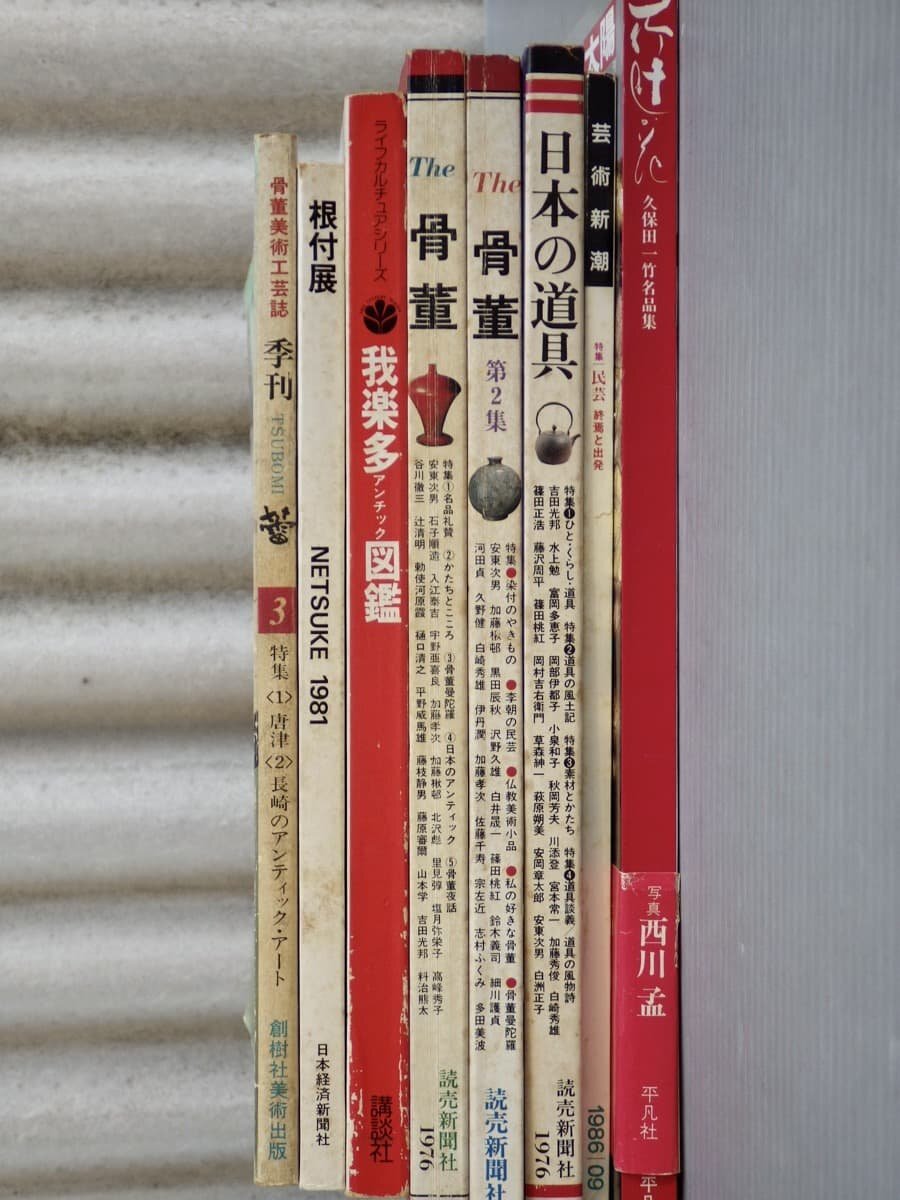 骨董美術工芸誌
季刊
TSUBOMI
蕾
3
特集
〈1〉唐津〈2〉長崎のアンティック・アート
創樹社美術出版
根付展
NETSUKE 1981
日本経済新聞社
ライフカルチュアシリーズ
我楽多
アンチック
図鑑
講談社
The
骨董
特集①名品礼賛 ②かたちとこころ ③骨董曼陀羅 ④日本のアンティック ⑤骨董夜話
安東次男 石子順造 入江泰吉 宇野亜喜良 加藤孝次 加藤楸邨 北沢彪 里見弴 塩月弥栄子 高峰秀子
谷川徹三 辻清明 勅使河原霞 樋口清之 平野威馬雄 藤枝静男 藤原審爾 山本学 吉田光邦 料治熊太
読売新聞社
1976
The
骨董
第2集
特集●染付のやきもの ●李朝の民芸 ●仏教美術小品 ●私の好きな骨董 ●骨董曼陀羅
安東次男 加藤楸邨 黒田辰秋 沢野久雄 白井晟一 篠田桃紅 鈴木義司 細川護貞
河田貞 久野健 白崎秀雄 伊丹潤 加藤孝次 佐藤千寿 宗左近 志村ふくみ 多田美波
読売新聞社
日本の道具
特集❶ひと・くらし・道具 特集❷道具の風土記 特集❸素材とかたち 特集❹道具談義/道具の風物詩
吉田光邦 水上勉 富岡多恵子 岡部伊都子 小泉和子 秋岡芳夫 川添登 宮本常一 加藤秀俊 白崎秀雄
篠田正浩 藤沢周平 篠田桃紅 岡村吉右衛門 草森紳一 萩原朔美 安岡章太郎 安東次男 白洲正子
読売新聞社
1976
芸術新潮
特集
民芸 終焉と出発
1986 09
太陽
久保田一竹名品集
写真
西川孟
平凡社